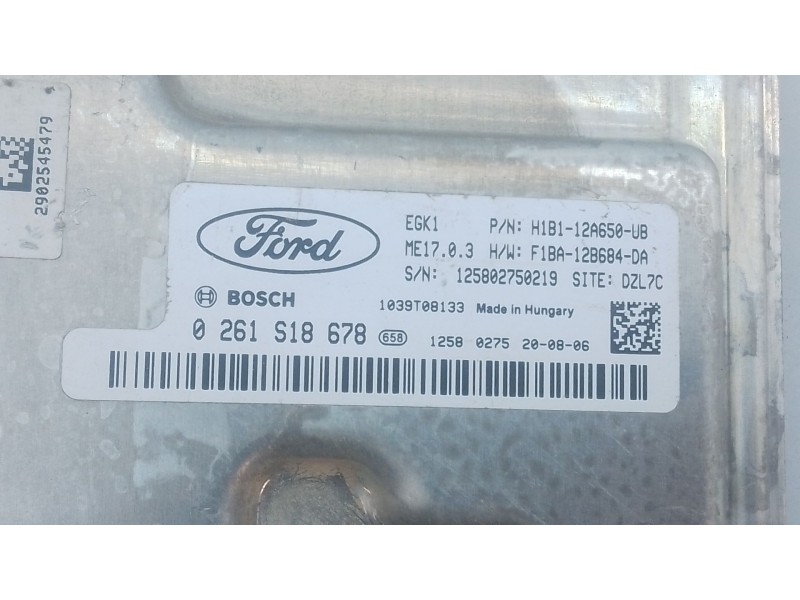 2902545479
Ford
EGK1 P/N: H1B1-12A650-UB
ME17.0.3 H/W: F1BA-12B684-DA
S/N: 125802750219 SITE: DZL7C
BOSCH 1039T08133 Made in Hungary
0 261 S18 678 658 1258 0275 20-08-06